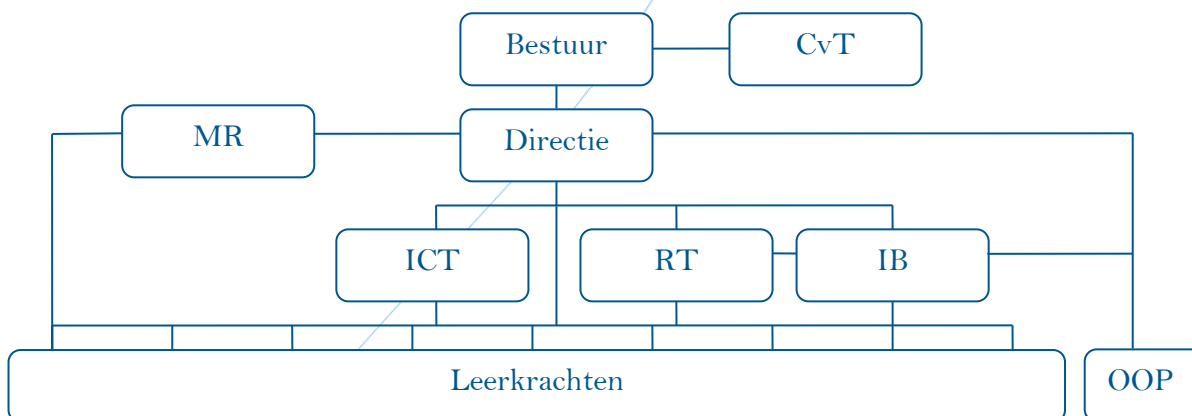 Bestuur
CvT
MR
Directie
ICT
RT
IB
Leerkrachten
OOP